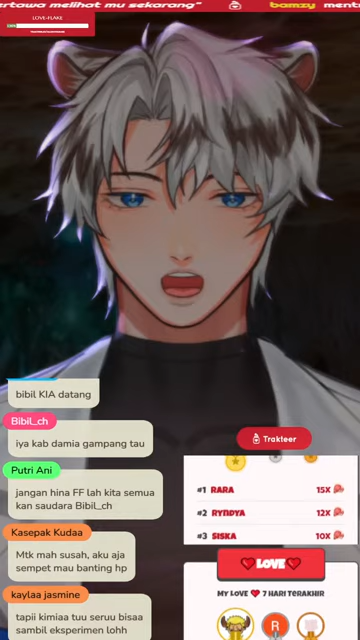 ertawa melihat mu sekarang"
bamzy
LOVE-FLAKE
bibil KIA datang
Bibil_ch
iya kab damia gampang tau
Putri Ani
jangan hina FF lah kita semua
kan saudara Bibil_ch
Kasepak Kudaa
Mtk mah susah, aku aja
sempet mau banting hp
kaylaa jasmine
tapii kimiaa tuu seruu bisaa
sambil eksperimen lohh
Trakteer
#1 RARA 15X
#2 RYNDYA 12X
#3 SISKA 10X
LOVE
MY LOVE 7 HARI TERAKHIR
R